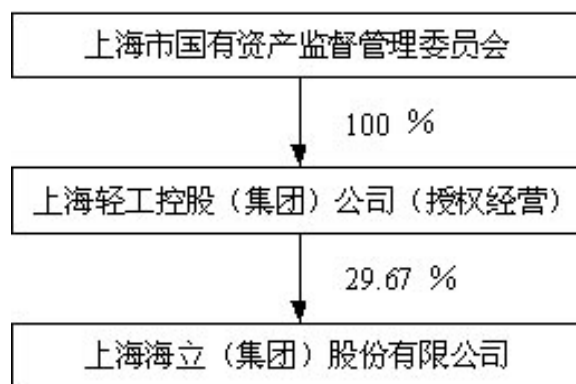 上海市国有资产监督管理委员会
100 %
上海轻工控股（集团）公司（授权经营）
29.67 %
上海海立（集团）股份有限公司